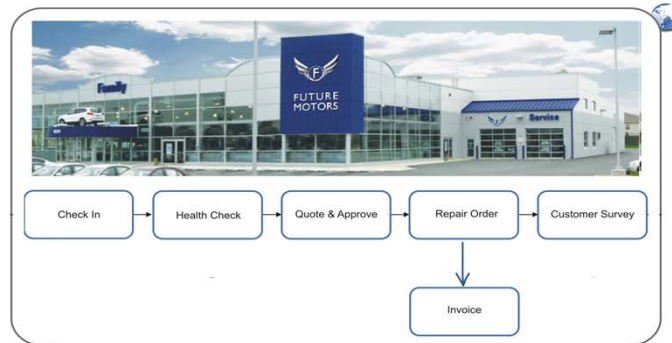 Family
F
FUTURE
MOTORS
Service
Check In
Health Check
Quote & Approve
Repair Order
Customer Survey
Invoice